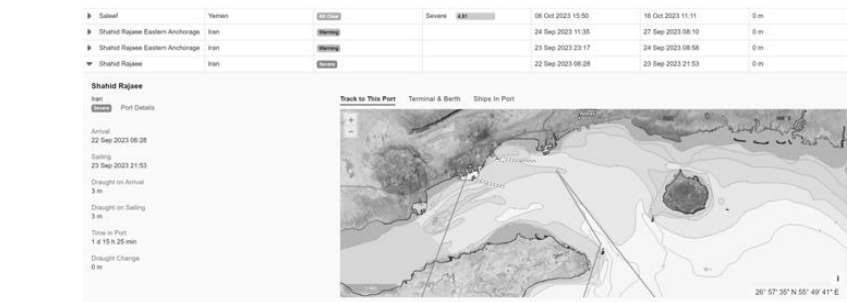 Saleef Yemen All Clear Severe 4.81 06 Oct 2023 15:50 16 Oct 2023 11:11 0 m
Shahid Rajaee Eastern Anchorage Iran Warning 24 Sep 2023 11:35 27 Sep 2023 08:10 0 m
Shahid Rajaee Eastern Anchorage Iran Warning 23 Sep 2023 23:17 24 Sep 2023 08:58 0 m
Shahid Rajaee Iran Severe 22 Sep 2023 06:28 23 Sep 2023 21:53 0 m
Shahid Rajaee
Iran
Severe Port Details
Arrival
22 Sep 2023 06:28
Sailing
23 Sep 2023 21:53
Draught on Arrival
3 m
Draught on Sailing
3 m
Time in Port
1 d 15 h 25 min
Draught Change
0 m
Track to This Port Terminal & Berth Ships In Port
+
−
i
26° 57' 35" N 55° 49' 41" E